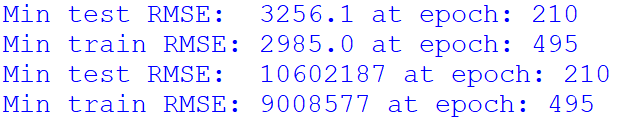 Min test RMSE:  3256.1 at epoch: 210
Min train RMSE: 2985.0 at epoch: 495
Min test RMSE:  10602187 at epoch: 210
Min train RMSE: 9008577 at epoch: 495